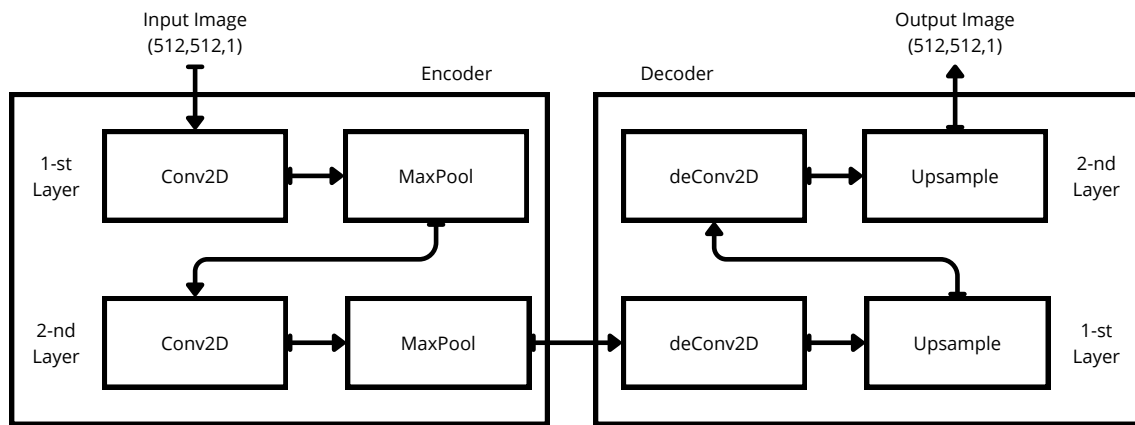 Input Image
(512,512,1)
Output Image
(512,512,1)
Encoder
Decoder
1-st
Layer
Conv2D
MaxPool
deConv2D
Upsample
2-nd
Layer
2-nd
Layer
Conv2D
MaxPool
deConv2D
Upsample
1-st
Layer